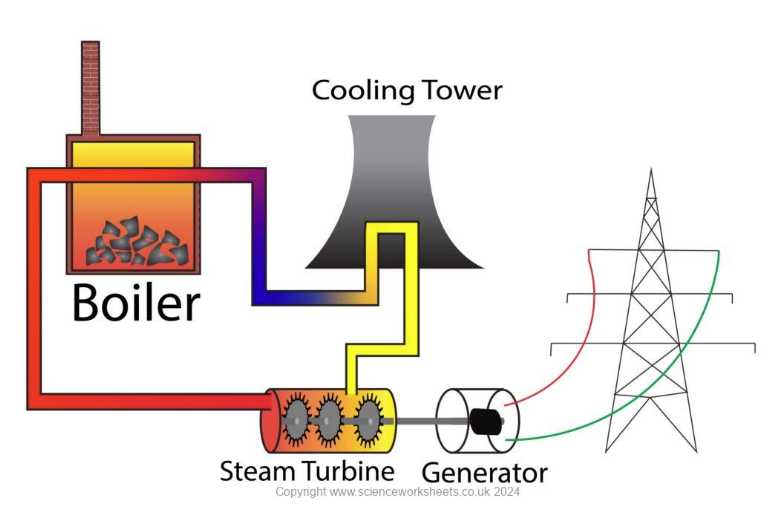 Cooling Tower
Boiler
Steam Turbine
Generator
Copyright www.scienceworksheets.co.uk 2024